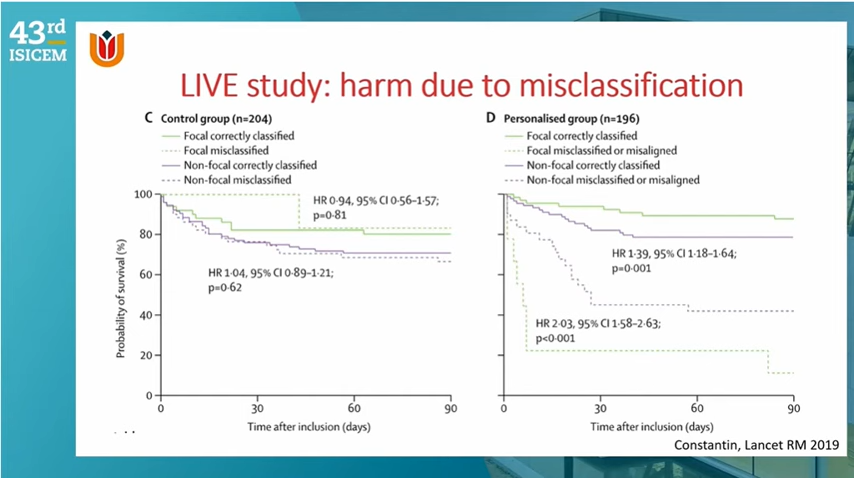 43rd
ISICEM
LIVE study: harm due to misclassification
C Control group (n=204)
Focal correctly classified
Focal misclassified
Non-focal correctly classified
Non-focal misclassified
100
80
60
40
20
0
Probability of survival (%)
HR 0·94, 95% CI 0·56–1·57;
p=0·81
HR 1·04, 95% CI 0·89–1·21;
p=0·62
0
30
60
90
Time after inclusion (days)
D Personalised group (n=196)
Focal correctly classified
Focal misclassified or misaligned
Non-focal correctly classified
Non-focal misclassified or misaligned
HR 1·39, 95% CI 1·18–1·64;
p=0·001
HR 2·03, 95% CI 1·58–2·63;
p<0·001
0
30
60
90
Time after inclusion (days)
Constantin, Lancet RM 2019